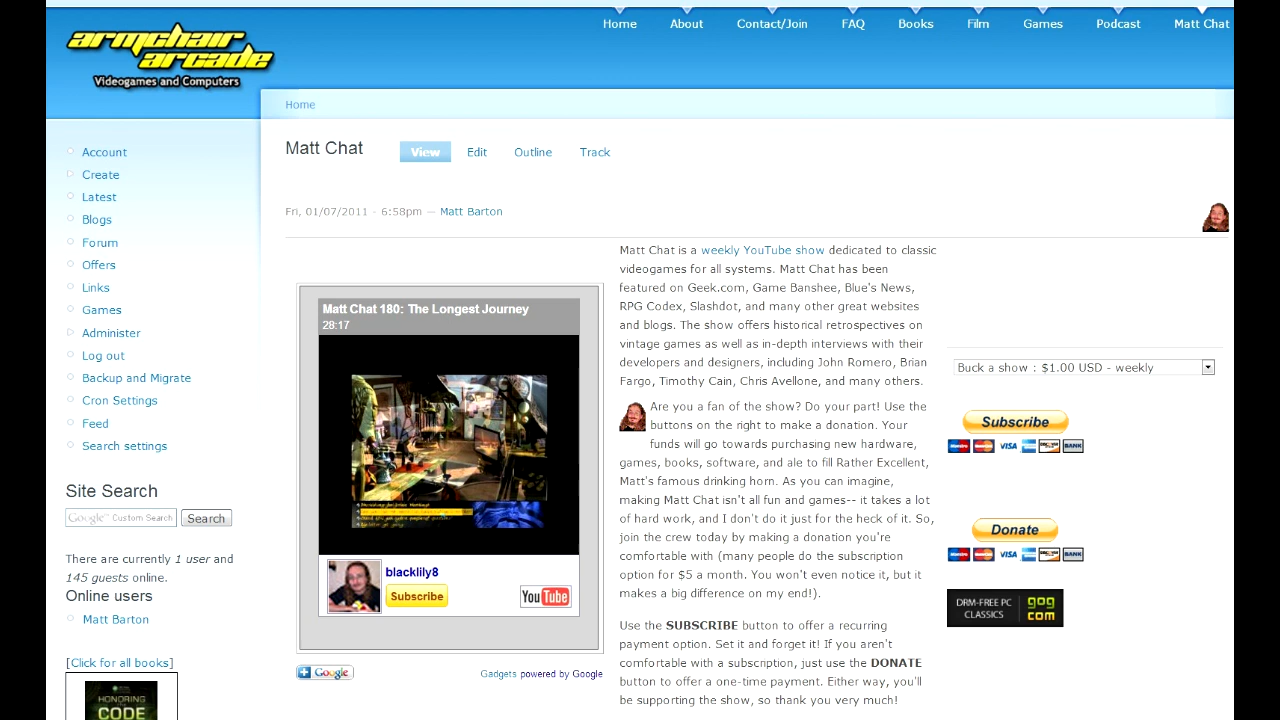 armchair
arcade
Videogames and Computers
Home
About
Contact/Join
FAQ
Books
Film
Games
Podcast
Matt Chat
Home
Account
Create
Latest
Blogs
Forum
Offers
Links
Games
Administer
Log out
Backup and Migrate
Cron Settings
Feed
Search settings
Site Search
Google™ Custom Search
Search
There are currently 1 user and
145 guests online.
Online users
Matt Barton
[Click for all books]
HONORING
THE CODE
Matt Chat
View
Edit
Outline
Track
Fri, 01/07/2011 - 6:58pm — Matt Barton
Matt Chat 180: The Longest Journey
28:17
blacklily8
Subscribe
YouTube
Google
Gadgets powered by Google
Matt Chat is a weekly YouTube show dedicated to classic
videogames for all systems. Matt Chat has been
featured on Geek.com, Game Banshee, Blue's News,
RPG Codex, Slashdot, and many other great websites
and blogs. The show offers historical retrospectives on
vintage games as well as in-depth interviews with their
developers and designers, including John Romero, Brian
Fargo, Timothy Cain, Chris Avellone, and many others.
Are you a fan of the show? Do your part! Use the
buttons on the right to make a donation. Your
funds will go towards purchasing new hardware,
games, books, software, and ale to fill Rather Excellent,
Matt's famous drinking horn. As you can imagine,
making Matt Chat isn't all fun and games--it takes a lot
of hard work, and I don't do it just for the heck of it. So,
join the crew today by making a donation you're
comfortable with (many people do the subscription
option for $5 a month. You won't even notice it, but it
makes a big difference on my end!).
Use the SUBSCRIBE button to offer a recurring
payment option. Set it and forget it! If you aren't
comfortable with a subscription, just use the DONATE
button to offer a one-time payment. Either way, you'll
be supporting the show, so thanks very much!
Buck a show : $1.00 USD - weekly
Subscribe
VISA
BANK
Donate
VISA
BANK
DRM-FREE PC
CLASSICS
gog
com